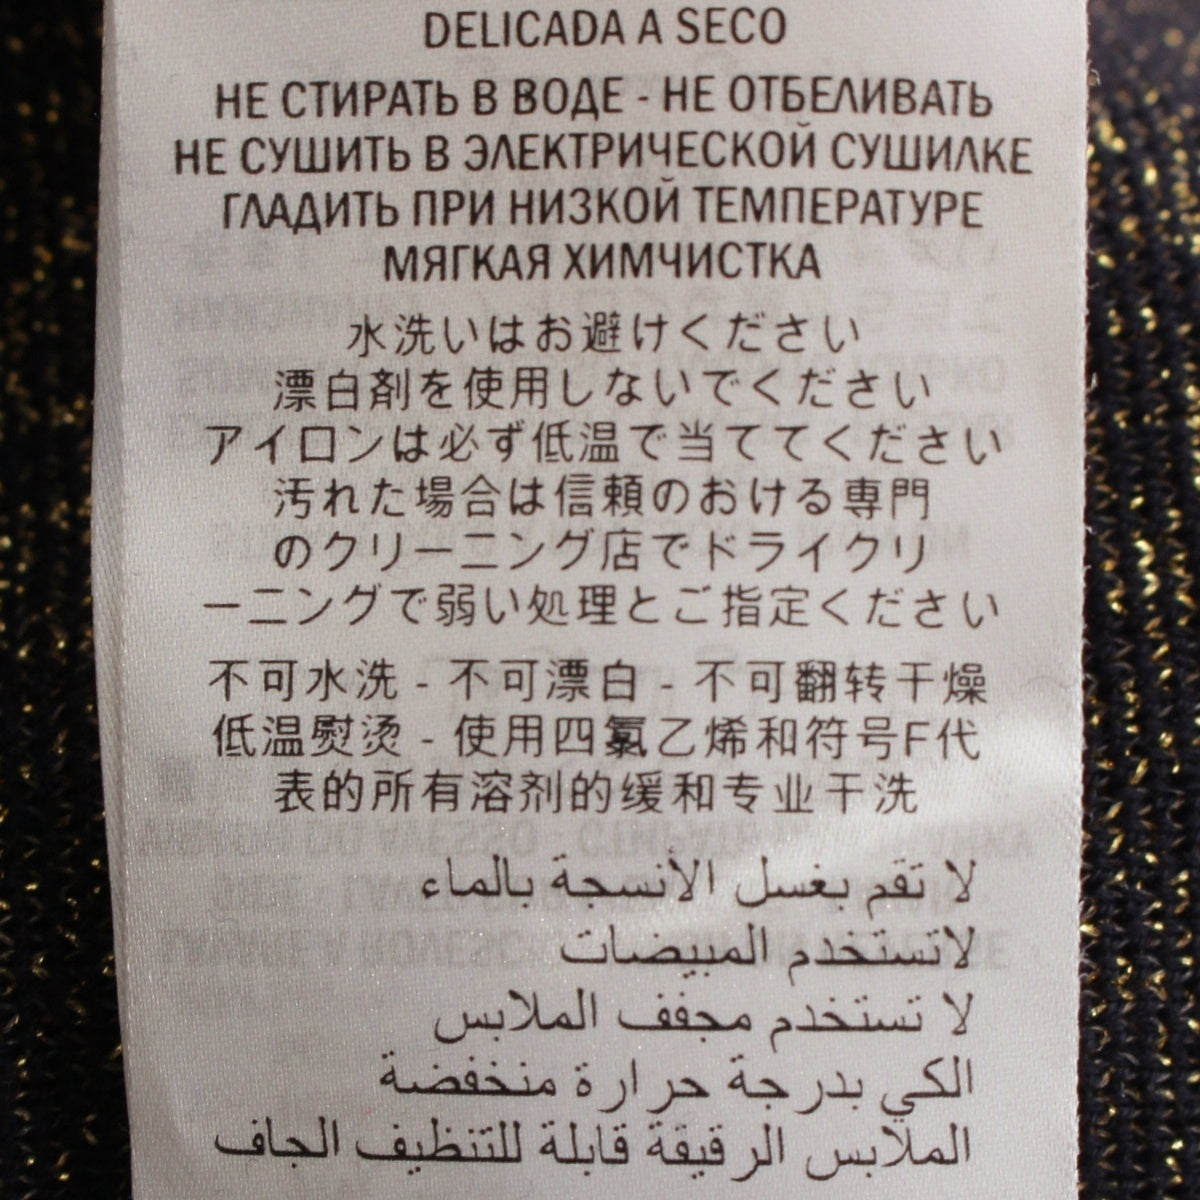 DELICADA A SECO
НЕ СТИРАТЬ В ВОДЕ - НЕ ОТБЕЛИВАТЬ
НЕ СУШИТЬ В ЭЛЕКТРИЧЕСКОЙ СУШИЛКЕ
ГЛАДИТЬ ПРИ НИЗКОЙ ТЕМПЕРАТУРЕ
МЯГКАЯ ХИМЧИСТКА
水洗いはお避けください
漂白剤を使用しないでください
アイロンは必ず低温で当ててください
汚れた場合は信頼のおける専門
のクリーニング店でドライクリ
ーニングで弱い処理とご指定ください
不可水洗 - 不可漂白 - 不可翻转干燥
低温熨烫 - 使用四氯乙烯和符号F代
表的所有溶剂的缓和专业干洗
لا تقم بغسل الأنسجة بالماء
لاتستخدم المبيضات
لا تستخدم مجفف الملابس
الكي بدرجة حرارة منخفضة
الملابس الرقيقة قابلة للتنظيف الجاف